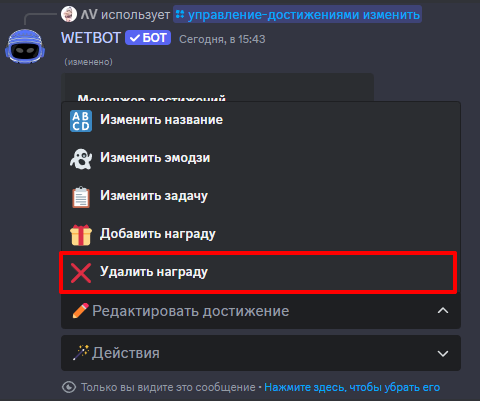 ΛV использует управление-достижениями изменить
WETBOT ✓ БОТ Сегодня, в 15:43
(изменено)
Менеджер достижений
Изменить название
Изменить эмодзи
Изменить задачу
Добавить награду
Удалить награду
Редактировать достижение
Действия
Только вы видите это сообщение • Нажмите здесь, чтобы убрать его